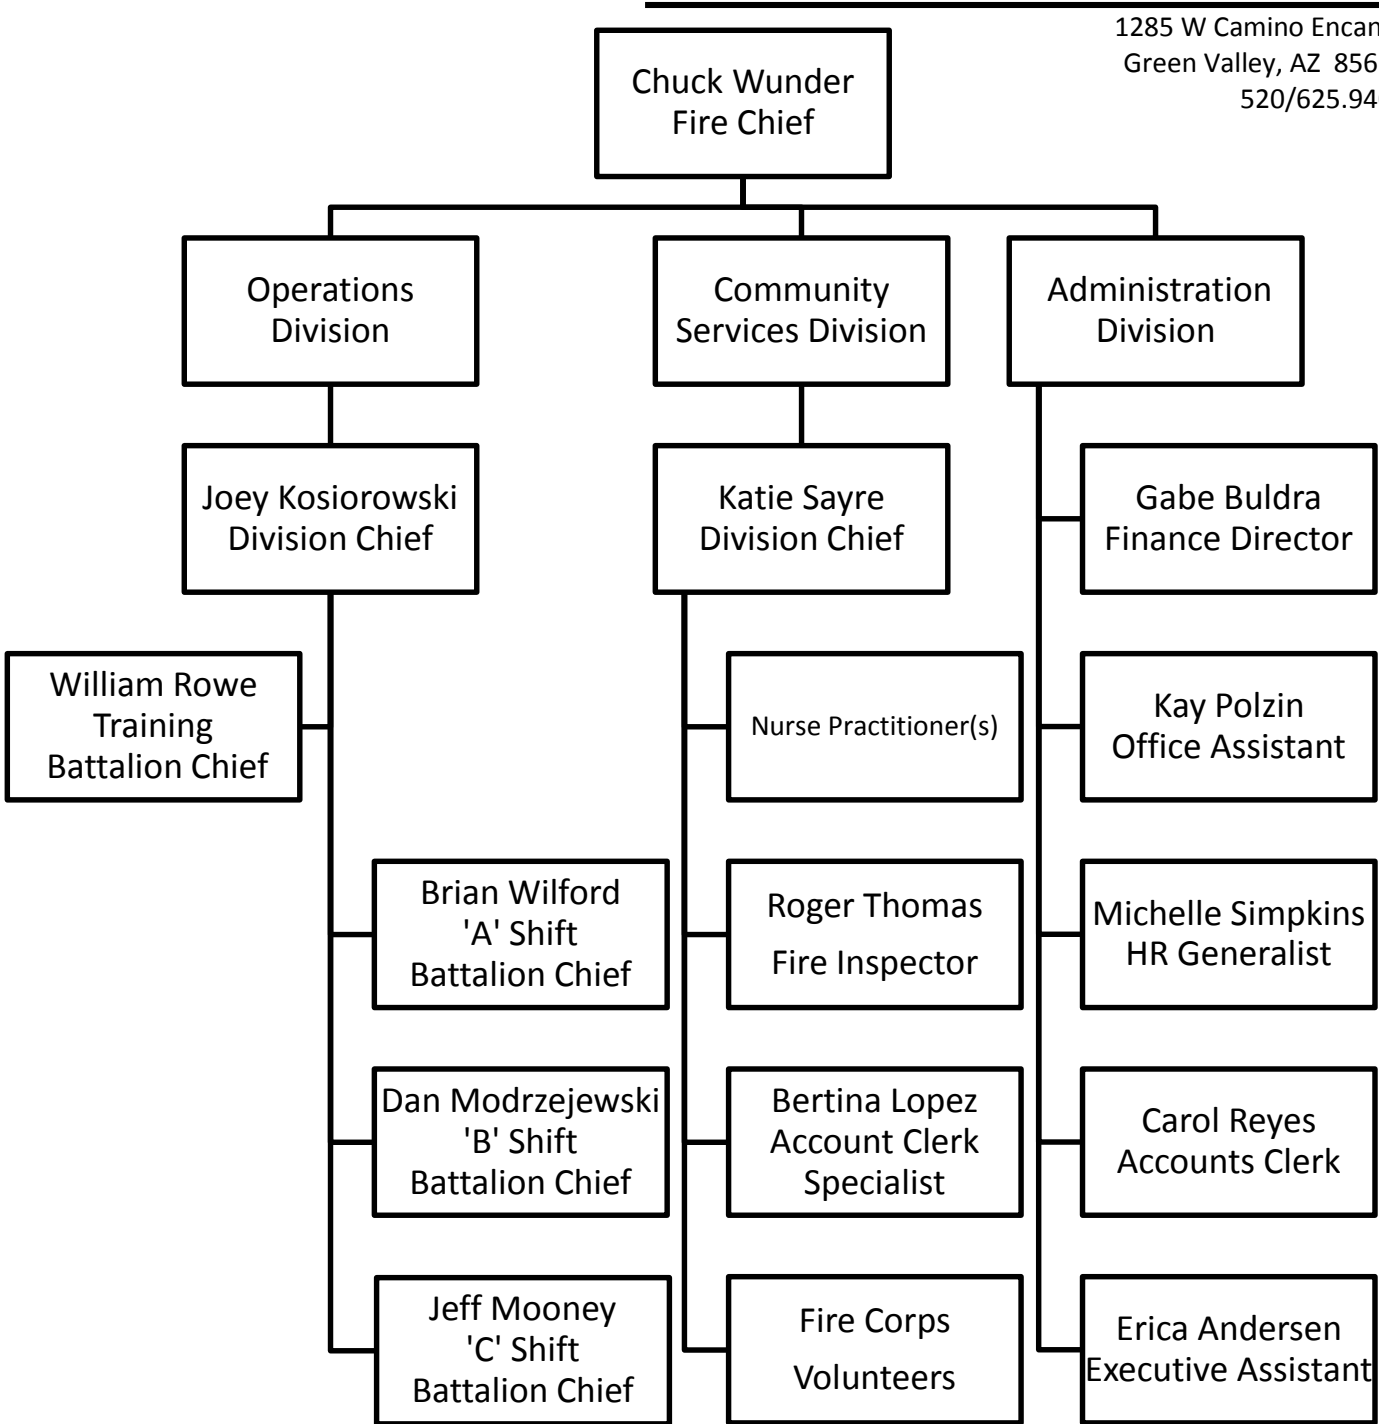 1285 W Camino Encan
Green Valley, AZ 856
520/625.94
Chuck Wunder
Fire Chief
Operations
Division
Community
Services Division
Administration
Division
Joey Kosiorowski
Division Chief
Katie Sayre
Division Chief
Gabe Buldra
Finance Director
William Rowe
Training
Battalion Chief
Nurse Practitioner(s)
Kay Polzin
Office Assistant
Brian Wilford
'A' Shift
Battalion Chief
Roger Thomas
Fire Inspector
Michelle Simpkins
HR Generalist
Dan Modrzejewski
'B' Shift
Battalion Chief
Bertina Lopez
Account Clerk
Specialist
Carol Reyes
Accounts Clerk
Jeff Mooney
'C' Shift
Battalion Chief
Fire Corps
Volunteers
Erica Andersen
Executive Assistant